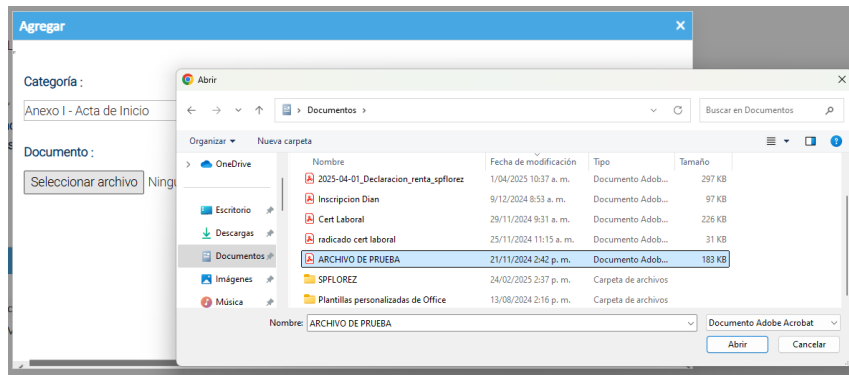 Agregar
Categoría :
Anexo I - Acta de Inicio
Documento :
Seleccionar archivo Ningu
Abrir
Documentos
Buscar en Documentos
Organizar Nueva carpeta
OneDrive
Escritorio
Descargas
Documentos
Imágenes
Música
Nombre Fecha de modificación Tipo Tamaño
2025-04-01_Declaracion_renta_spflorez 1/04/2025 10:37 a. m. Documento Adob... 297 KB
Inscripcion Dian 9/12/2024 8:53 a. m. Documento Adob... 97 KB
Cert Laboral 29/11/2024 9:31 a. m. Documento Adob... 226 KB
radicado cert laboral 25/11/2024 11:15 a. m. Documento Adob... 31 KB
ARCHIVO DE PRUEBA 21/11/2024 2:42 p. m. Documento Adob... 183 KB
SPFLOREZ 24/02/2025 2:37 p. m. Carpeta de archivos
Plantillas personalizadas de Office 13/08/2024 2:16 p. m. Carpeta de archivos
Nombre: ARCHIVO DE PRUEBA Documento Adobe Acrobat
Abrir Cancelar